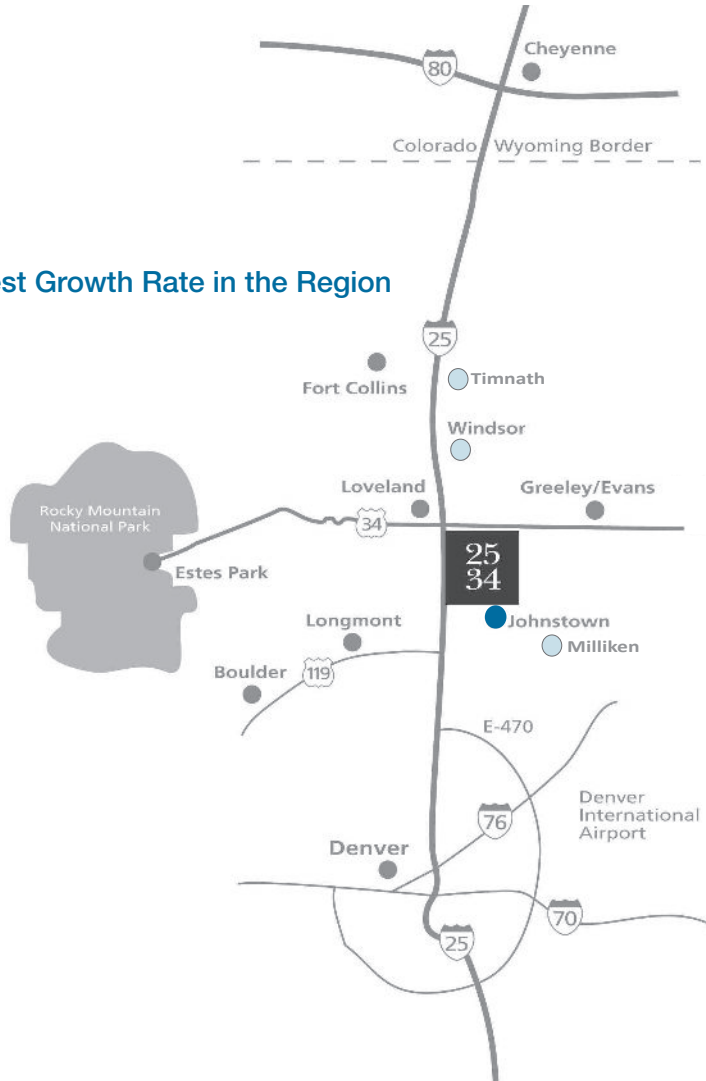 Cheyenne
80
Colorado Wyoming Border
est Growth Rate in the Region
25
Timnath
Fort Collins
Windsor
Loveland
Greeley/Evans
Rocky Mountain
National Park
34
25
34
Estes Park
Johnstown
Longmont
Milliken
Boulder
119
E-470
Denver
International
Airport
76
Denver
70
25